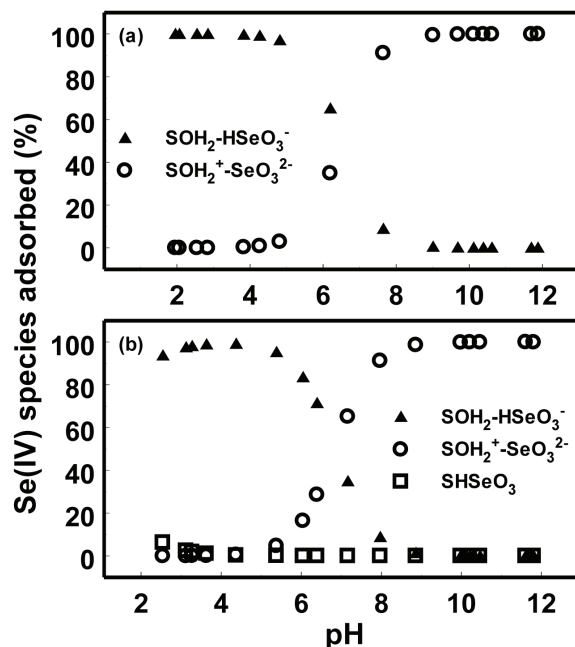 Se(IV) species adsorbed (%)
(a)
100
80
60
40
20
0
SOH₂-HSeO₃⁻
SOH₂⁺-SeO₃²⁻
2 4 6 8 10 12
(b)
100
80
60
40
20
0
SOH₂-HSeO₃⁻
SOH₂⁺-SeO₃²⁻
SHSeO₃
2 4 6 8 10 12
pH